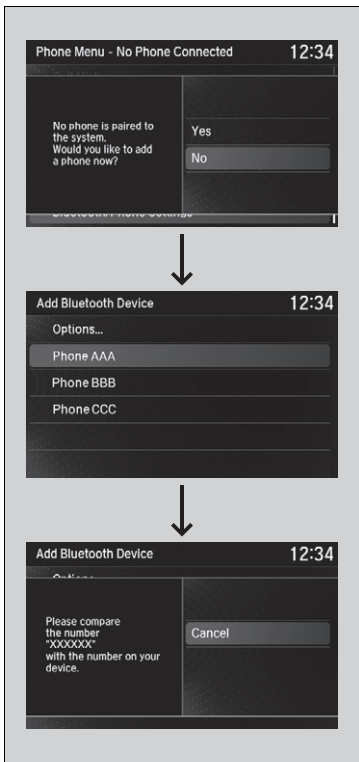 Phone Menu - No Phone Connected 12:34
No phone is paired to
the system.
Would you like to add
a phone now?
Yes
No
Add Bluetooth Device 12:34
Options...
Phone AAA
Phone BBB
Phone CCC
Add Bluetooth Device 12:34
Please compare
the number
"XXXXXX"
with the number on your
device.
Cancel